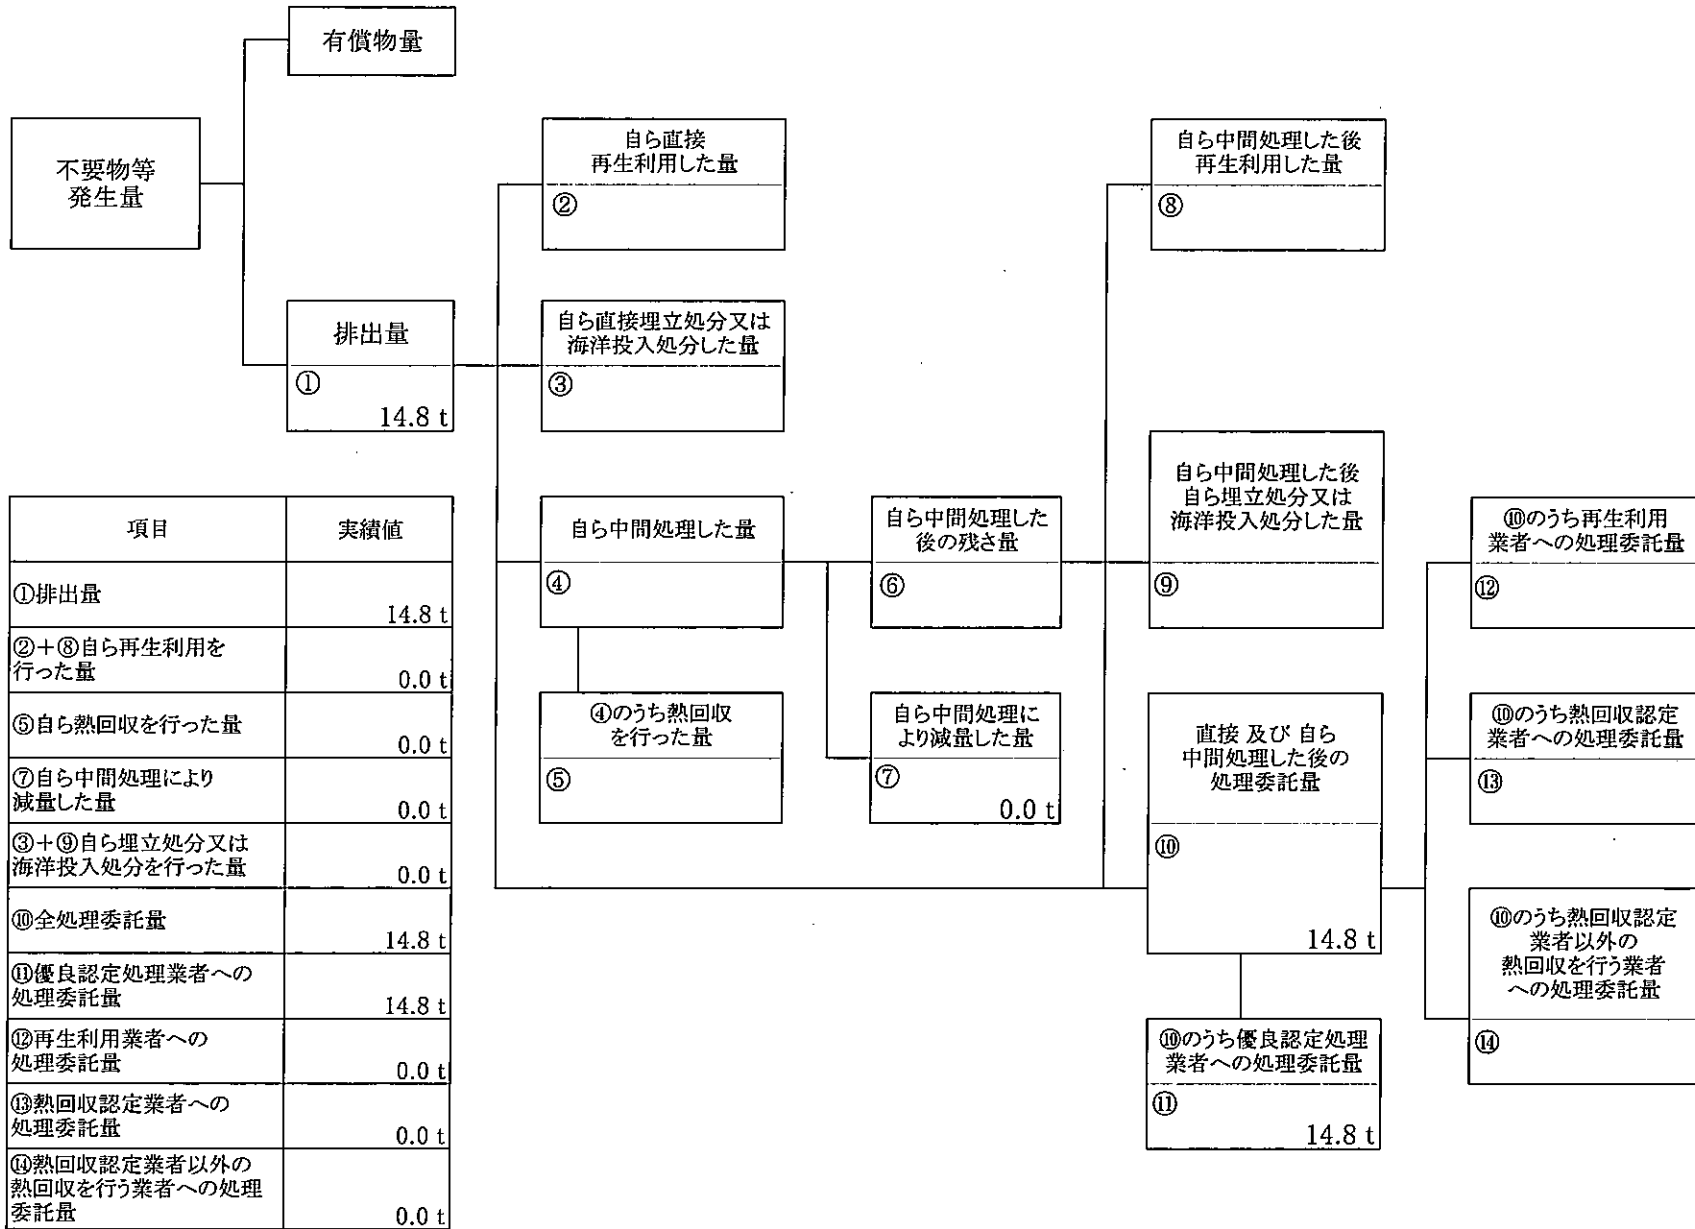 有償物量
不要物等
発生量
自ら直接
再生利用した量
②
自ら中間処理した後
再生利用した量
⑧
排出量
①
14.8 t
自ら直接埋立処分又は
海洋投入処分した量
③
自ら中間処理した量
④
自ら中間処理した
後の残さ量
⑥
自ら中間処理した後
自ら埋立処分又は
海洋投入処分した量
⑨
⑩のうち再生利用
業者への処理委託量
⑫
④のうち熱回収
を行った量
⑤
自ら中間処理に
より減量した量
⑦
0.0 t
直接 及び 自ら
中間処理した後の
処理委託量
⑩
14.8 t
⑩のうち熱回収認定
業者への処理委託量
⑬
⑩のうち熱回収認定
業者以外の
熱回収を行う業者
への処理委託量
⑭
⑩のうち優良認定処理
業者への処理委託量
⑪
14.8 t
項目 実績値
①排出量
14.8 t
②+⑧自ら再生利用を
行った量
0.0 t
⑤自ら熱回収を行った量
0.0 t
⑦自ら中間処理により
減量した量
0.0 t
③+⑨自ら埋立処分又は
海洋投入処分を行った量
0.0 t
⑩全処理委託量
14.8 t
⑪優良認定処理業者への
処理委託量
14.8 t
⑫再生利用業者への
処理委託量
0.0 t
⑬熱回収認定業者への
処理委託量
0.0 t
⑭熱回収認定業者以外の
熱回収を行う業者への処理
委託量
0.0 t